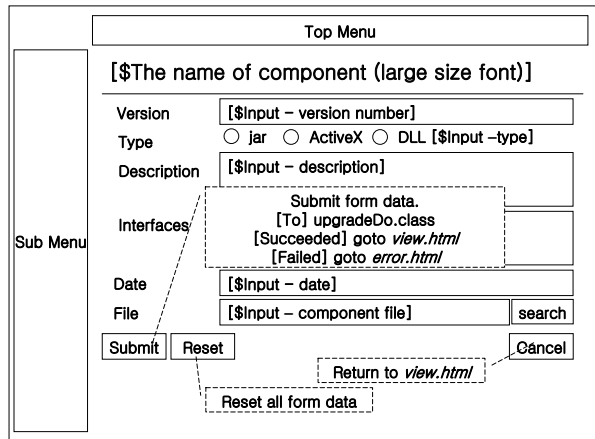 Top Menu
[$The name of component (large size font)]
Version
[$Input – version number]
Type
jar ActiveX DLL [$Input –type]
Description
[$Input – description]
Submit form data.
[To] upgradeDo.class
[Succeeded] goto view.html
[Failed] goto error.html
Interfaces
Sub Menu
Date
[$Input – date]
File
[$Input – component file]
search
Submit
Reset
Cancel
Return to view.html
Reset all form data